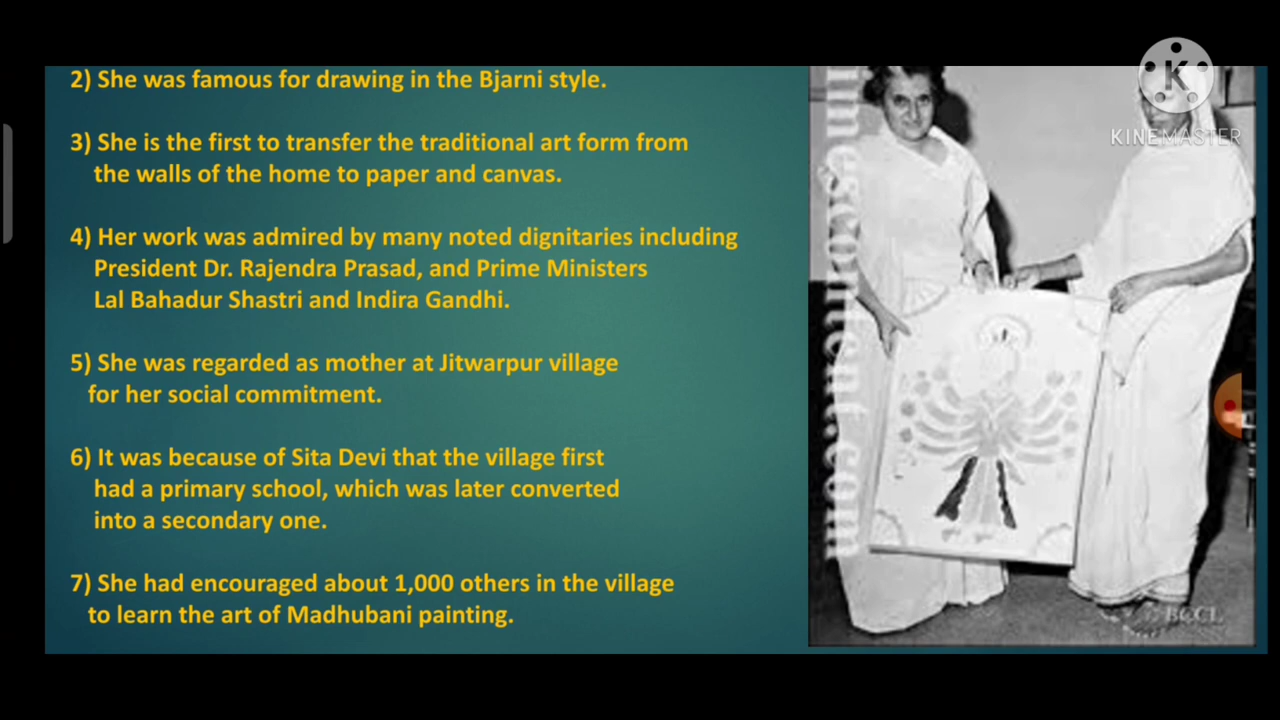 2) She was famous for drawing in the Bjarni style.
3) She is the first to transfer the traditional art form from
the walls of the home to paper and canvas.
4) Her work was admired by many noted dignitaries including
President Dr. Rajendra Prasad, and Prime Ministers
Lal Bahadur Shastri and Indira Gandhi.
5) She was regarded as mother at Jitwarpur village
for her social commitment.
6) It was because of Sita Devi that the village first
had a primary school, which was later converted
into a secondary one.
7) She had encouraged about 1,000 others in the village
to learn the art of Madhubani painting.
K
KINEMASTER
imescontent.com
BCCL